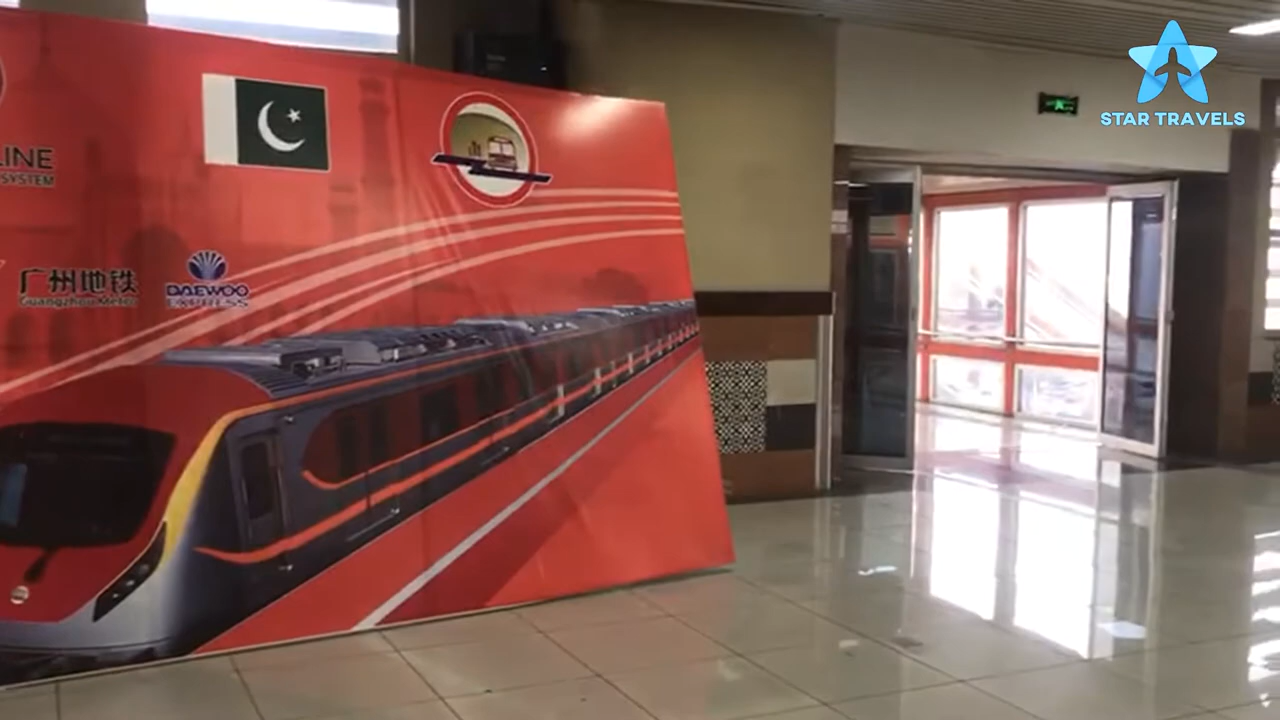 LINE
SYSTEM
广州地铁
Guangzhou Metro
DAEWOO
EXPRESS
STAR TRAVELS